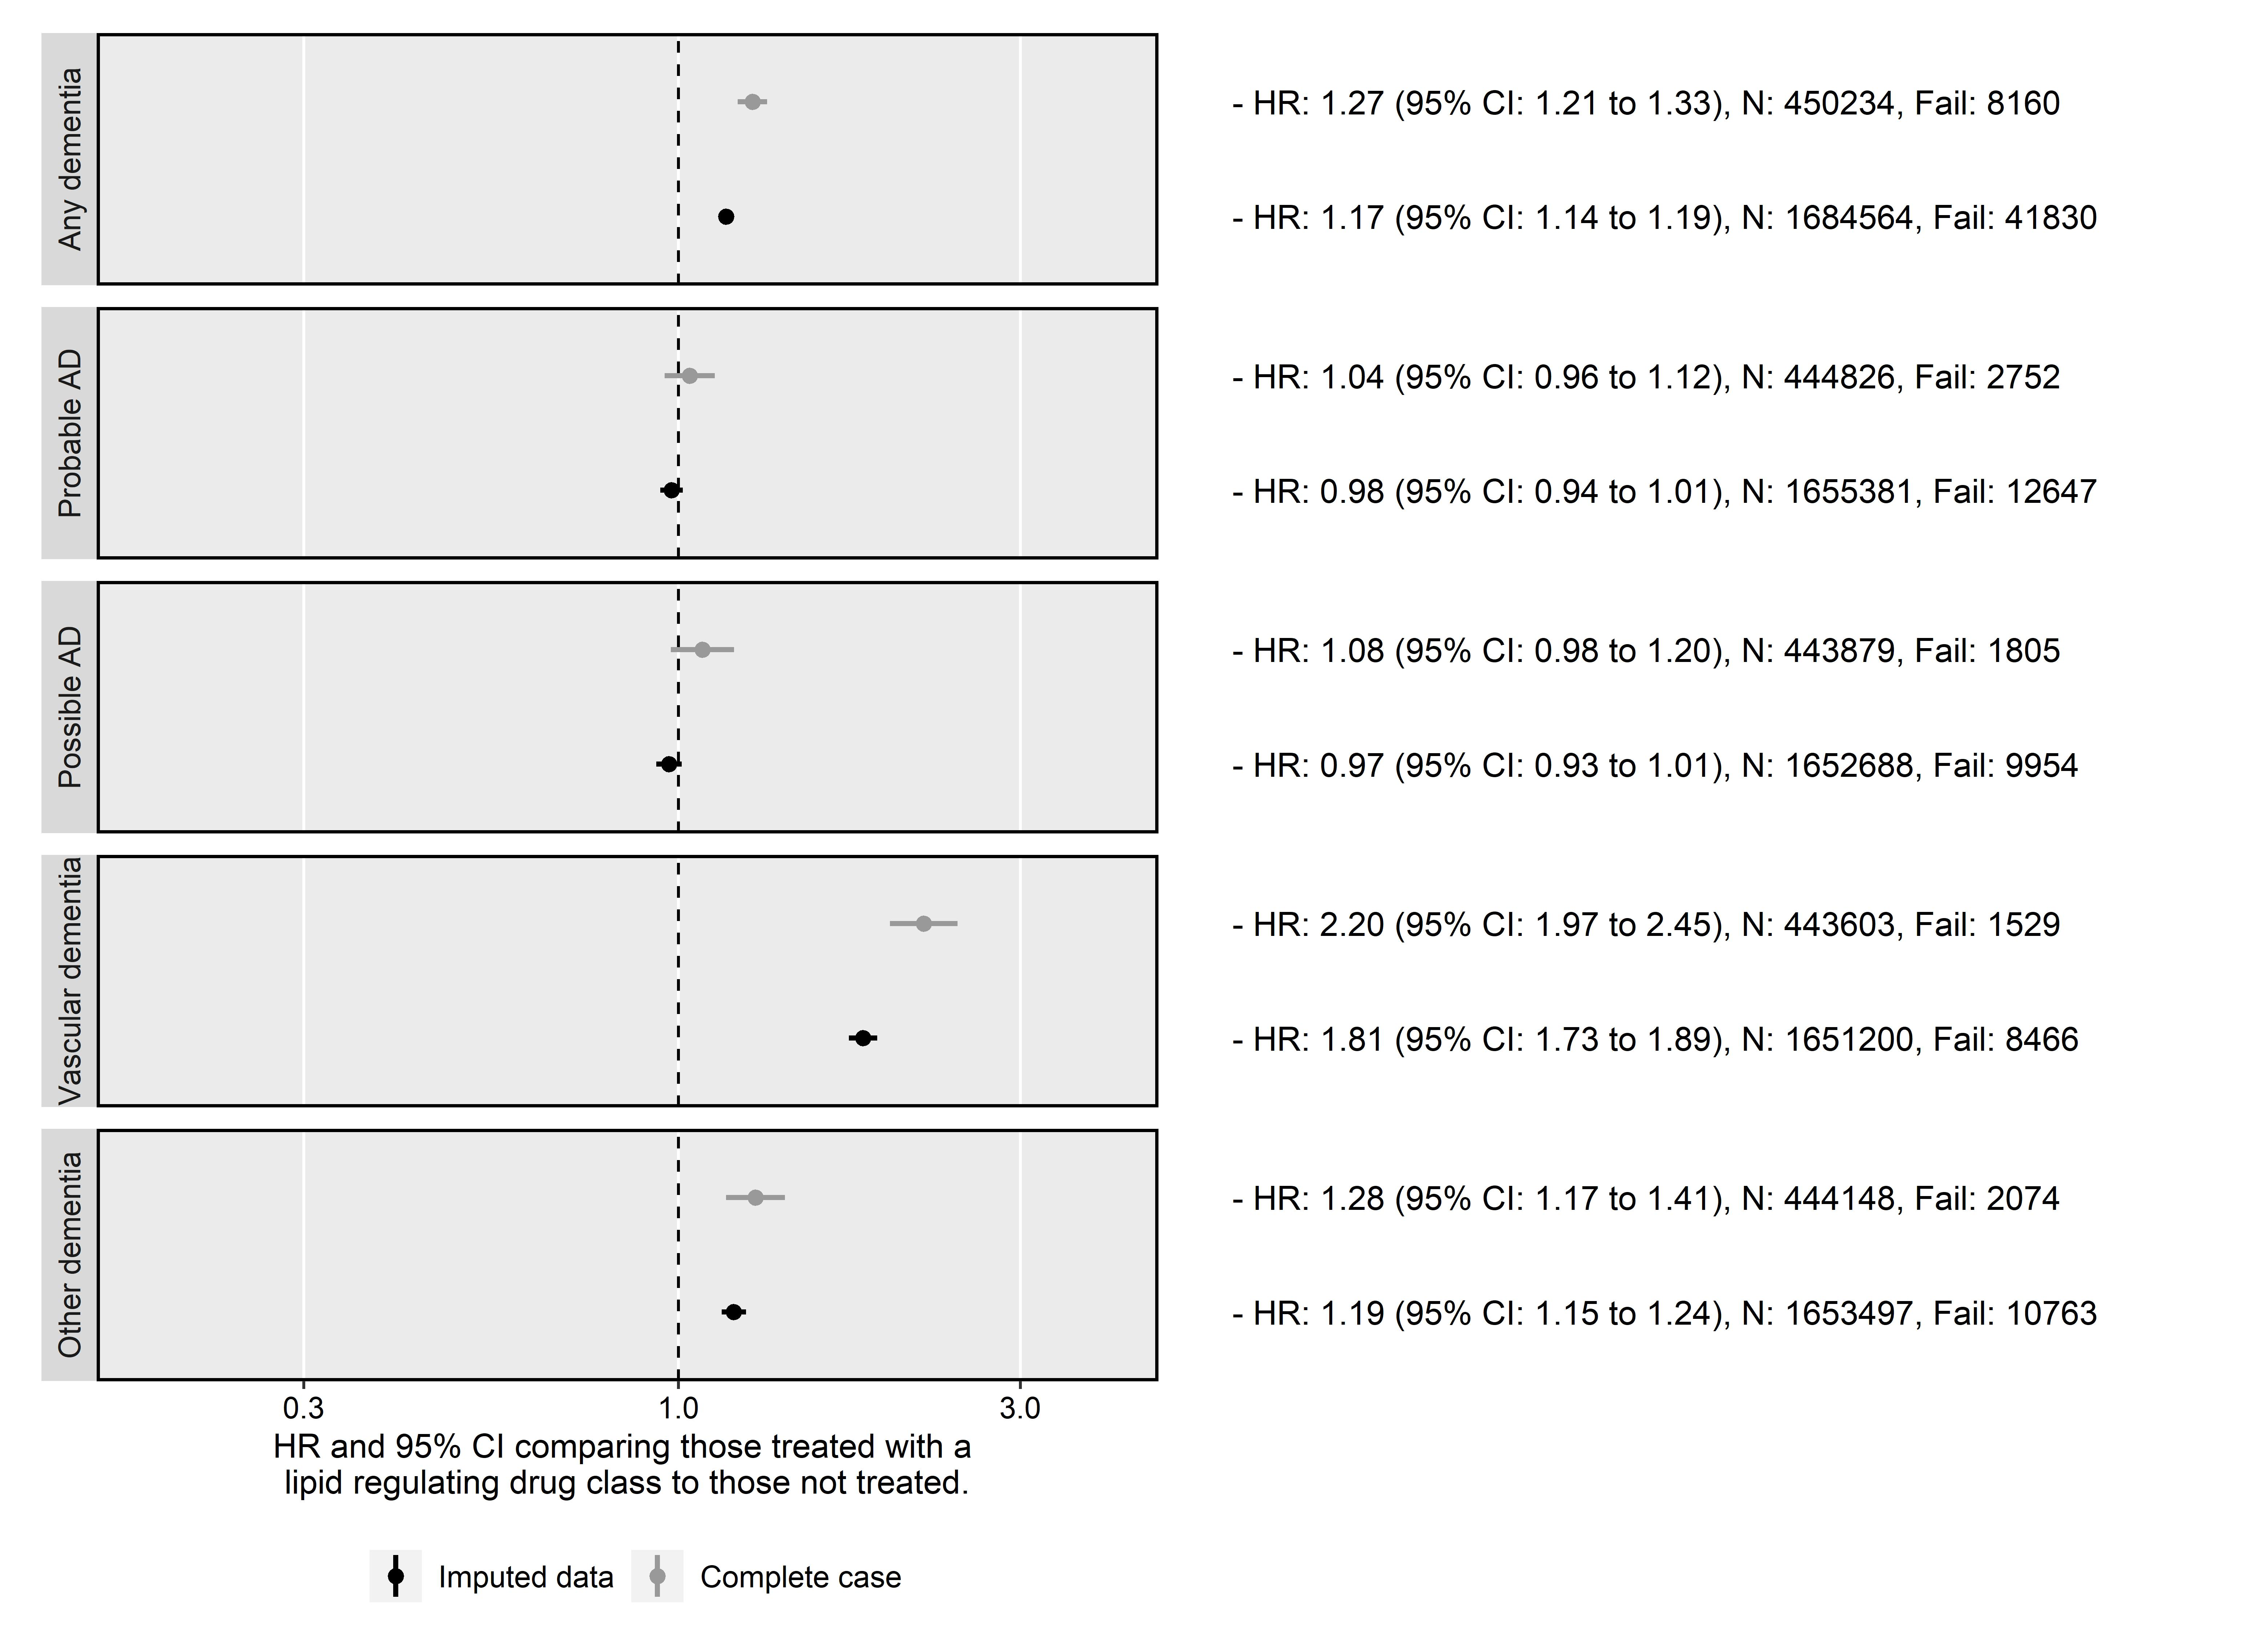 Any dementia
- HR: 1.27 (95% CI: 1.21 to 1.33), N: 450234, Fail: 8160
- HR: 1.17 (95% CI: 1.14 to 1.19), N: 1684564, Fail: 41830
Probable AD
- HR: 1.04 (95% CI: 0.96 to 1.12), N: 444826, Fail: 2752
- HR: 0.98 (95% CI: 0.94 to 1.01), N: 1655381, Fail: 12647
Possible AD
- HR: 1.08 (95% CI: 0.98 to 1.20), N: 443879, Fail: 1805
- HR: 0.97 (95% CI: 0.93 to 1.01), N: 1652688, Fail: 9954
Vascular dementia
- HR: 2.20 (95% CI: 1.97 to 2.45), N: 443603, Fail: 1529
- HR: 1.81 (95% CI: 1.73 to 1.89), N: 1651200, Fail: 8466
Other dementia
- HR: 1.28 (95% CI: 1.17 to 1.41), N: 444148, Fail: 2074
- HR: 1.19 (95% CI: 1.15 to 1.24), N: 1653497, Fail: 10763
0.3 1.0 3.0
HR and 95% CI comparing those treated with a
lipid regulating drug class to those not treated.
Imputed data Complete case